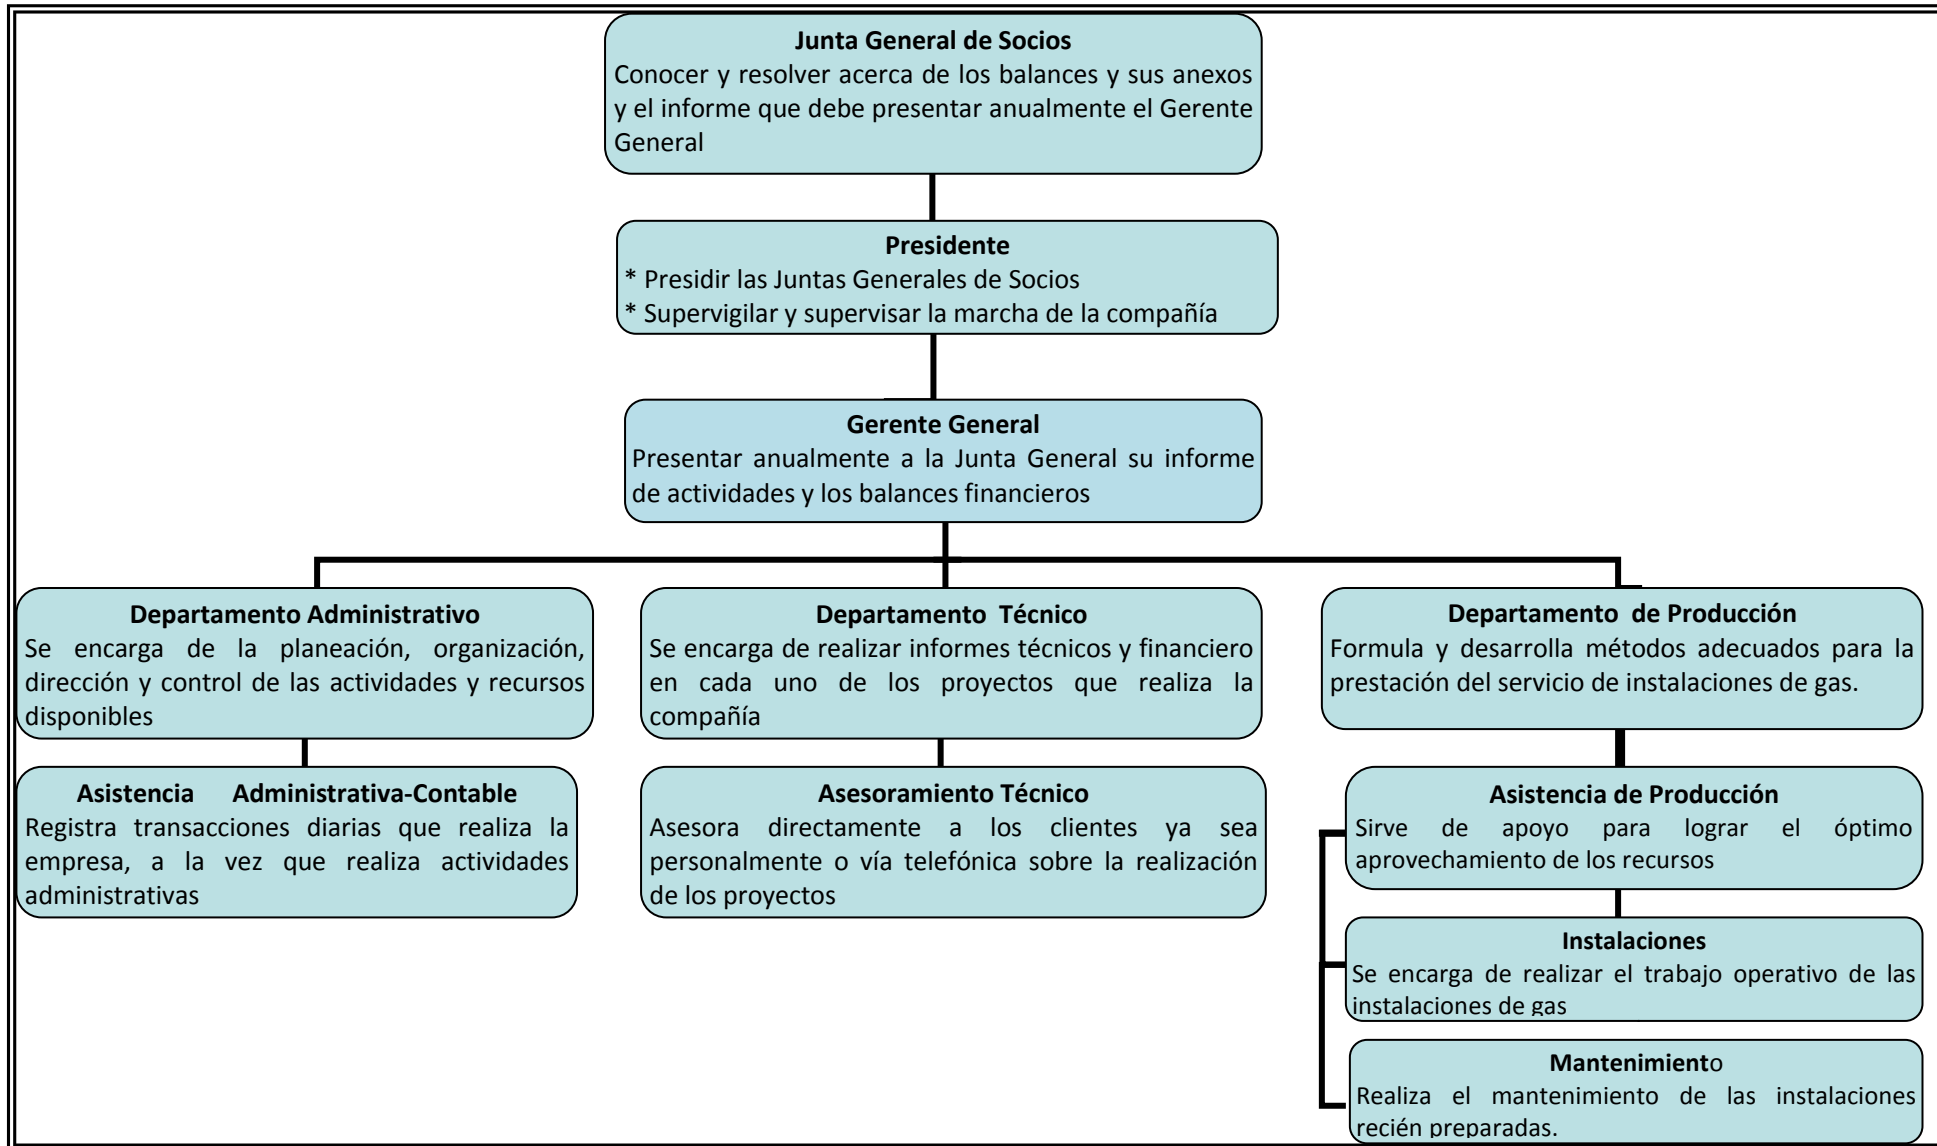 Junta General de Socios
Conocer y resolver acerca de los balances y sus anexos
y el informe que debe presentar anualmente el Gerente
General
Presidente
* Presidir las Juntas Generales de Socios
* Supervigilar y supervisar la marcha de la compañía
Gerente General
Presentar anualmente a la Junta General su informe
de actividades y los balances financieros
Departamento Administrativo
Se encarga de la planeación, organización,
dirección y control de las actividades y recursos
disponibles
Departamento Técnico
Se encarga de realizar informes técnicos y financiero
en cada uno de los proyectos que realiza la
compañía
Departamento de Producción
Formula y desarrolla métodos adecuados para la
prestación del servicio de instalaciones de gas.
Asistencia Administrativa-Contable
Registra transacciones diarias que realiza la
empresa, a la vez que realiza actividades
administrativas
Asesoramiento Técnico
Asesora directamente a los clientes ya sea
personalmente o vía telefónica sobre la realización
de los proyectos
Asistencia de Producción
Sirve de apoyo para lograr el óptimo
aprovechamiento de los recursos
Instalaciones
Se encarga de realizar el trabajo operativo de las
instalaciones de gas
Mantenimiento
Realiza el mantenimiento de las instalaciones
recién preparadas.